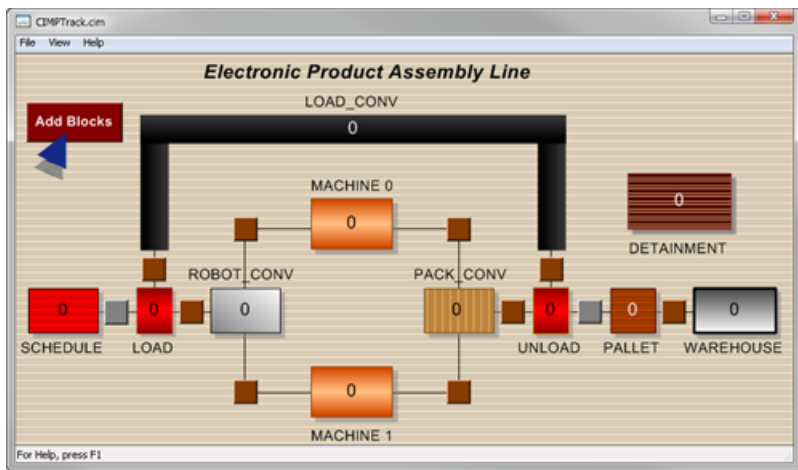 CIMPTrack.cim
File View Help
Electronic Product Assembly Line
Add Blocks
LOAD_CONV
0
MACHINE 0
0
0
DETAINMENT
ROBOT_CONV
PACK_CONV
0
0
0
0
0
0
0
SCHEDULE
LOAD
UNLOAD
PALLET
WAREHOUSE
0
MACHINE 1
For Help, press F1